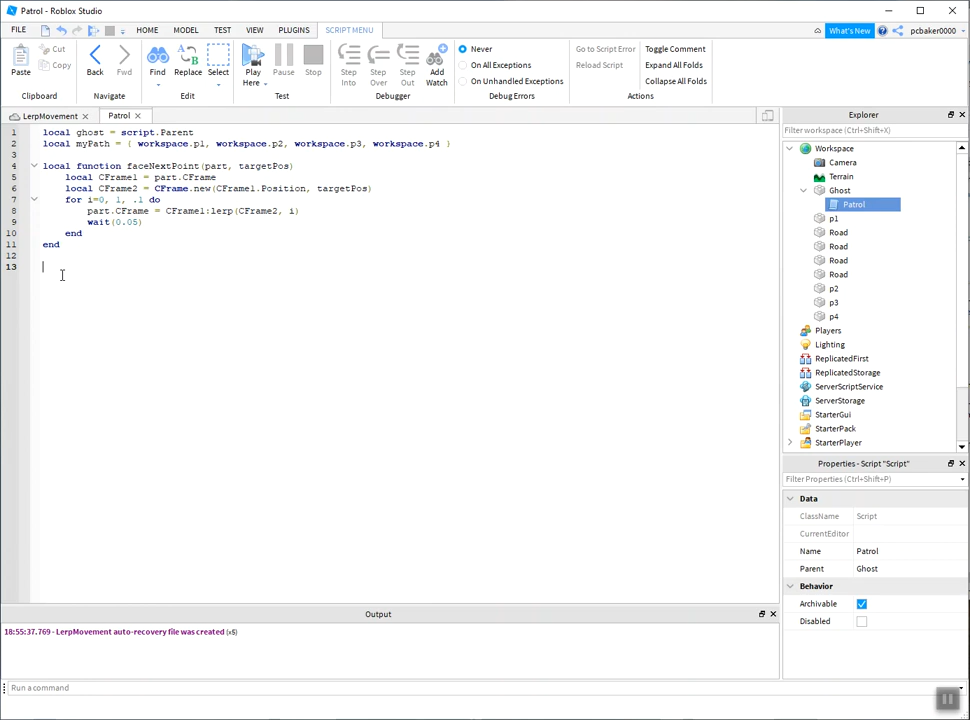 Patrol - Roblox Studio
FILE HOME MODEL TEST VIEW PLUGINS SCRIPT MENU What's New pcbaker0000
Paste Cut Copy Back Fwd Find Replace Select Play Here Pause Stop Step Into Step Over Step Out Add Watch
Never
On All Exceptions
On Unhandled Exceptions
Go to Script Error
Reload Script
Toggle Comment
Expand All Folds
Collapse All Folds
Clipboard Navigate Edit Test Debugger Debug Errors Actions
LerpMovement Patrol
1 local ghost = script.Parent
2 local myPath = { workspace.p1, workspace.p2, workspace.p3, workspace.p4 }
3
4 local function faceNextPoint(part, targetPos)
5 local CFrame1 = part.CFrame
6 local CFrame2 = CFrame.new(CFrame1.Position, targetPos)
7 for i=0, 1, .1 do
8 part.CFrame = CFrame1:lerp(CFrame2, i)
9 wait(0.05)
10 end
11 end
12
13
Explorer
Filter workspace (Ctrl+Shift+X)
Workspace
Camera
Terrain
Ghost
Patrol
p1
Road
Road
Road
Road
p2
p3
p4
Players
Lighting
ReplicatedFirst
ReplicatedStorage
ServerScriptService
ServerStorage
StarterGui
StarterPack
StarterPlayer
Properties - Script "Script"
Filter Properties (Ctrl+Shift+P)
Data
ClassName Script
CurrentEditor
Name Patrol
Parent Ghost
Behavior
Archivable
Disabled
Output
18:55:37.769 - LerpMovement auto-recovery file was created (x5)
Run a command